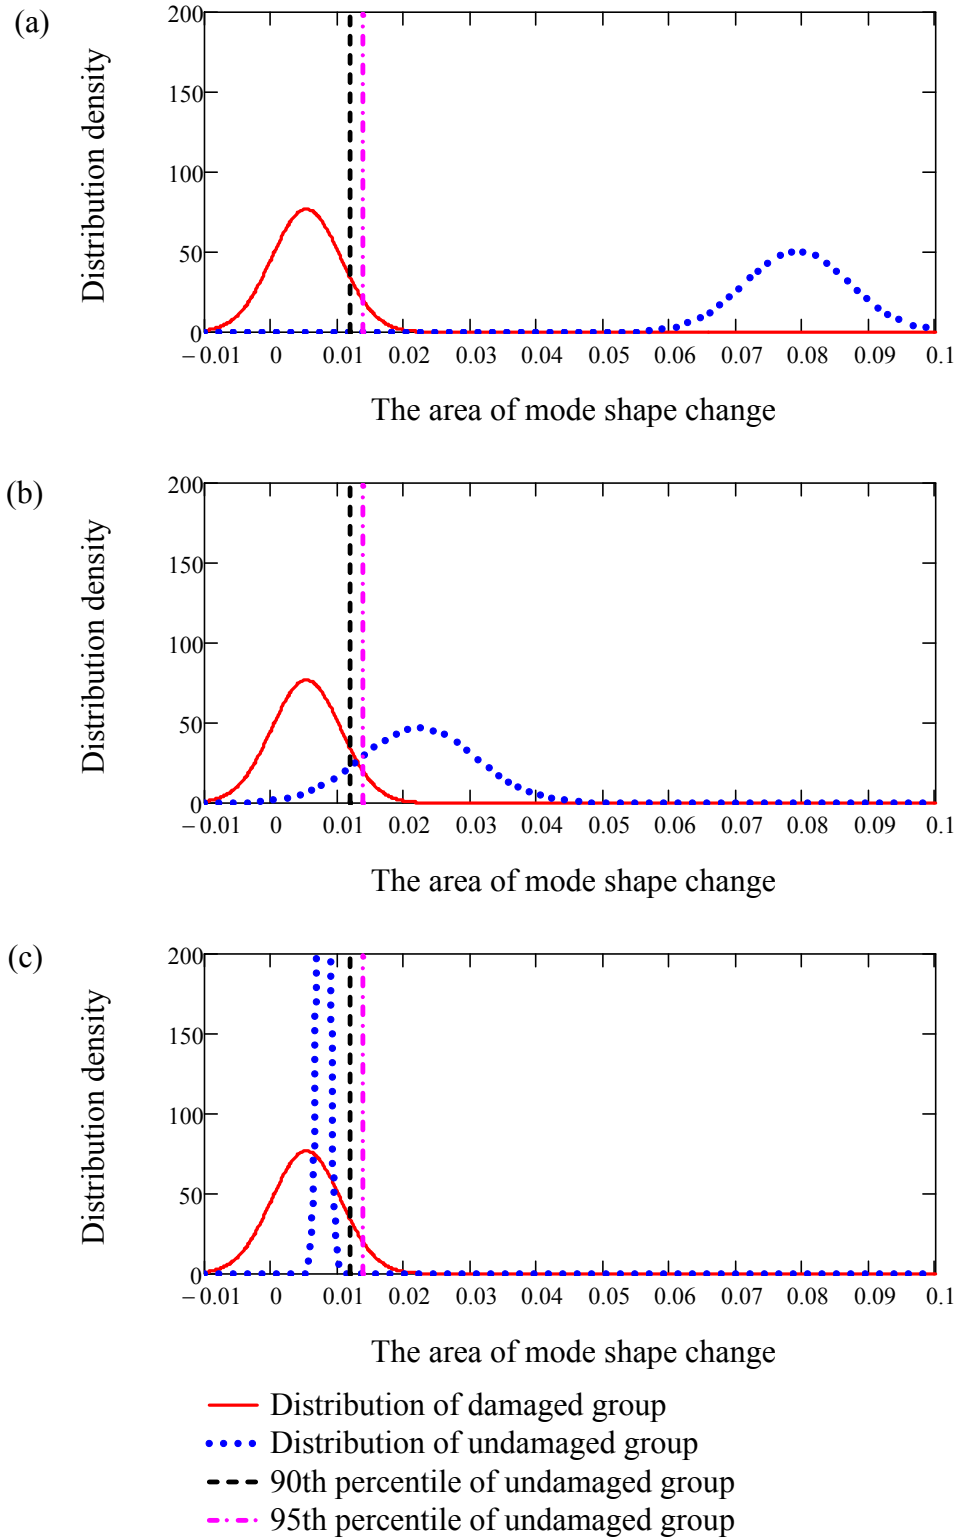 (a)
Distribution density
200
150
100
50
0
−0.01 0 0.01 0.02 0.03 0.04 0.05 0.06 0.07 0.08 0.09 0.1
The area of mode shape change
(b)
Distribution density
200
150
100
50
0
−0.01 0 0.01 0.02 0.03 0.04 0.05 0.06 0.07 0.08 0.09 0.1
The area of mode shape change
(c)
Distribution density
200
150
100
50
0
−0.01 0 0.01 0.02 0.03 0.04 0.05 0.06 0.07 0.08 0.09 0.1
The area of mode shape change
Distribution of damaged group
Distribution of undamaged group
90th percentile of undamaged group
95th percentile of undamaged group